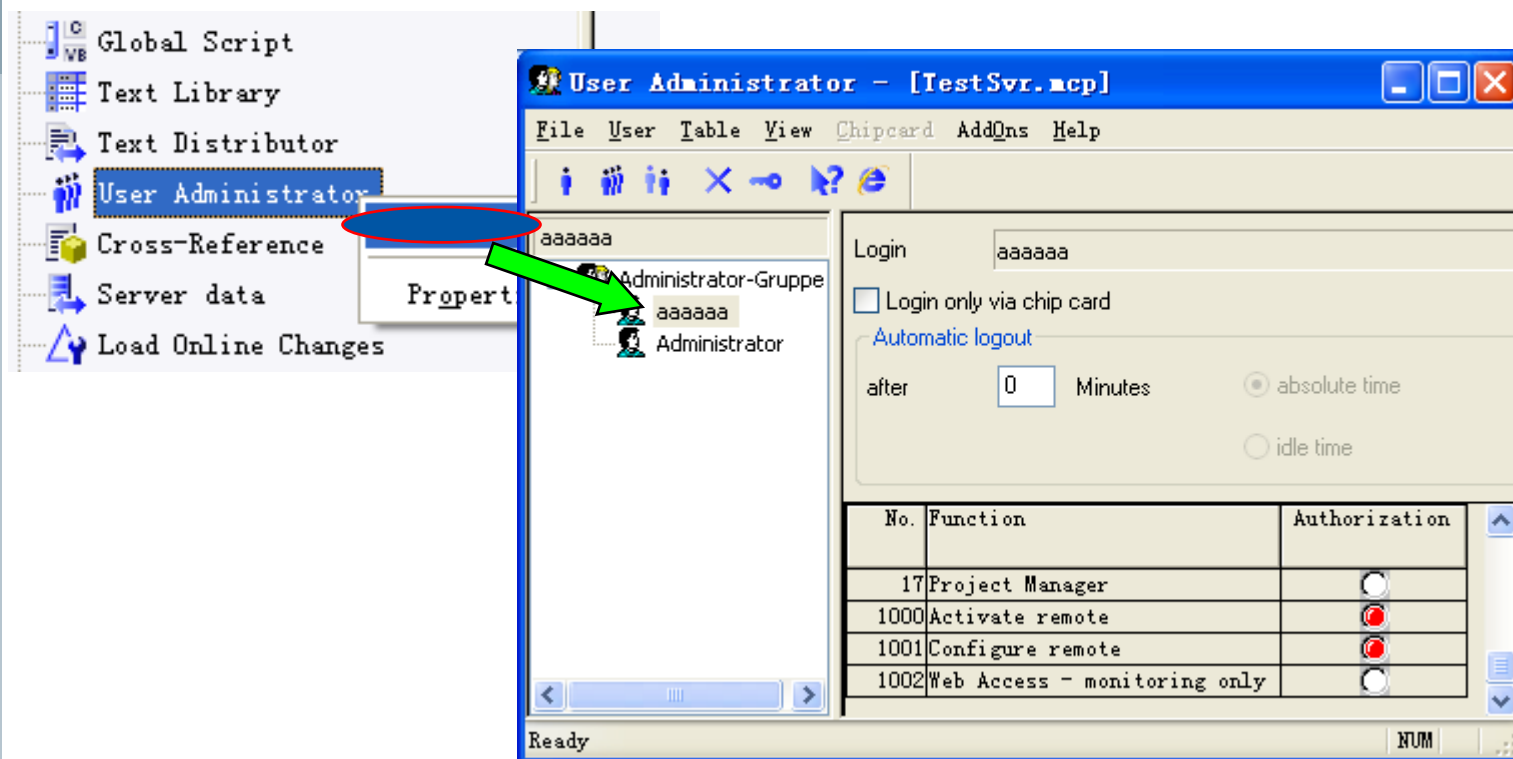 Global Script
Text Library
Text Distributor
User Administrator
Cross-Reference
Server data
Load Online Changes
Propert
User Administrator - [TestSvr.mcp]
File User Table View Chipcard AddOns Help
aaaaaa
Administrator-Gruppe
aaaaaa
Administrator
Login aaaaaa
Login only via chip card
Automatic logout
after 0 Minutes absolute time
idle time
No. Function Authorization
17 Project Manager
1000 Activate remote
1001 Configure remote
1002 Web Access - monitoring only
Ready NUM